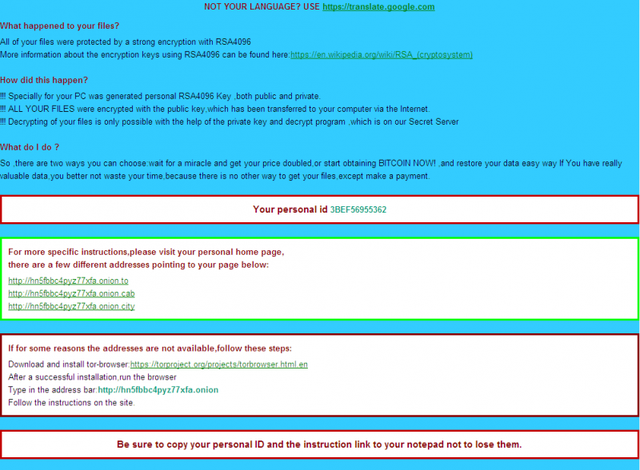 NOT YOUR LANGUAGE? USE https://translate.google.com
What happened to your files?
All of your files were protected by a strong encryption with RSA4096
More information about the encryption keys using RSA4096 can be found here:https://en.wikipedia.org/wiki/RSA_(cryptosystem)
How did this happen?
!!! Specially for your PC was generated personal RSA4096 Key ,both public and private.
!!! ALL YOUR FILES were encrypted with the public key,which has been transferred to your computer via the Internet.
!!! Decrypting of your files is only possible with the help of the private key and decrypt program ,which is on our Secret Server
What do I do ?
So ,there are two ways you can choose:wait for a miracle and get your price doubled,or start obtaining BITCOIN NOW! ,and restore your data easy way If You have really
valuable data,you better not waste your time,because there is no other way to get your files,except make a payment.
Your personal id 3BEF56955362
For more specific instructions,please visit your personal home page,
there are a few different addresses pointing to your page below:
http://hn5fbbc4pyz77xfa.onion.to
http://hn5fbbc4pyz77xfa.onion.cab
http://hn5fbbc4pyz77xfa.onion.city
If for some reasons the addresses are not available,follow these steps:
Download and install tor-browser:https://torproject.org/projects/torbrowser.html.en
After a successful installation,run the browser
Type in the address bar:http://hn5fbbc4pyz77xfa.onion
Follow the instructions on the site.
Be sure to copy your personal ID and the instruction link to your notepad not to lose them.